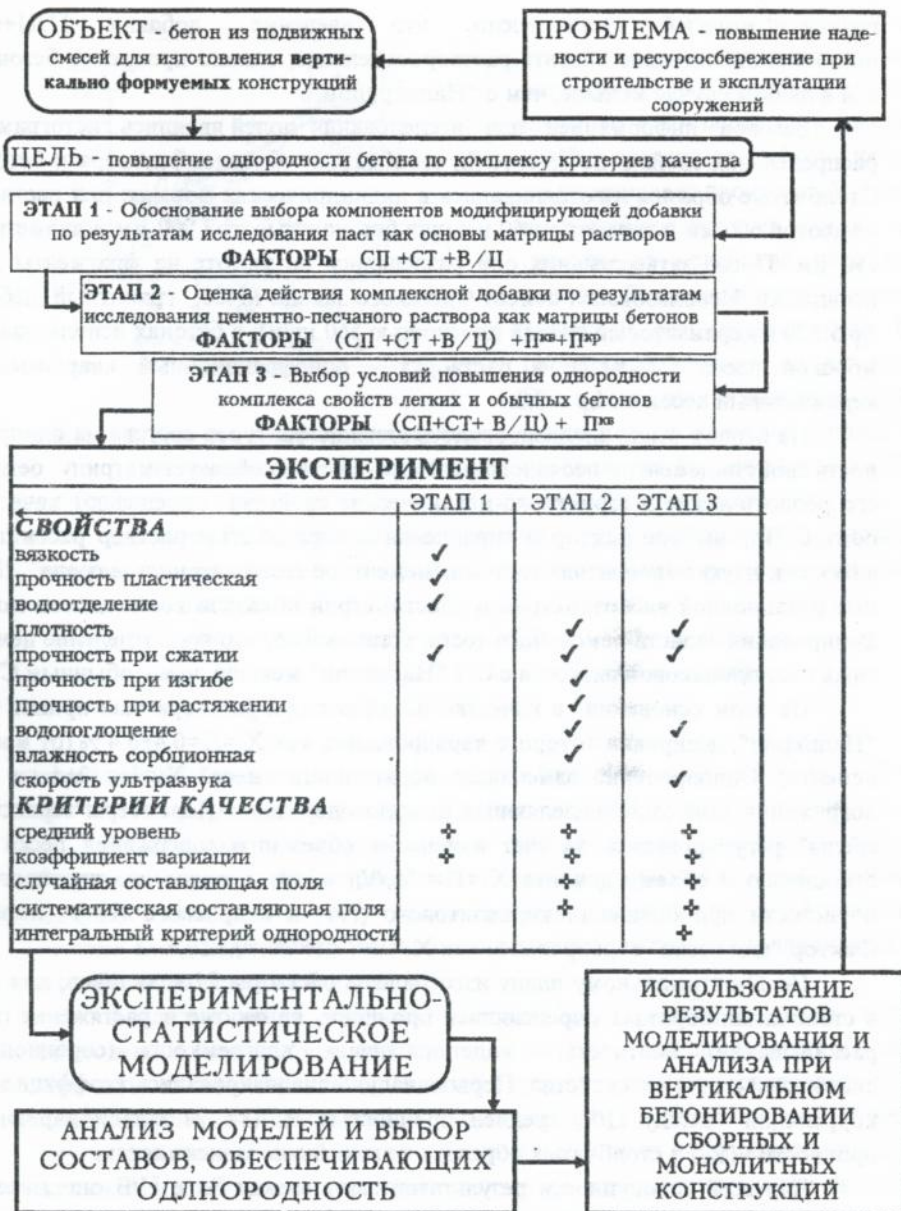 ОБЪЕКТ - бетон из подвижных
смесей для изготовления верти-
кально формуемых конструкций
ПРОБЛЕМА - повышение наде-
ности и ресурсосбережение при
строительстве и эксплуатации
сооружений
ЦЕЛЬ - повышение однородности бетона по комплексу критериев качества
ЭТАП 1 - Обоснование выбора компонентов модифицирующей добавки
по результатам исследования паст как основы матрицы растворов
ФАКТОРЫ СП +СТ +В/Ц
ЭТАП 2 - Оценка действия комплексной добавки по результатам
исследования цементно-песчаного раствора как матрицы бетонов
ФАКТОРЫ (СП +СТ +В/Ц) +Пкв+Пкр
ЭТАП 3 - Выбор условий повышения однородности
комплекса свойств легких и обычных бетонов
ФАКТОРЫ (СП+СТ+ В/Ц) + Пкв
ЭКСПЕРИМЕНТ
ЭТАП 1 ЭТАП 2 ЭТАП 3
СВОЙСТВА
вязкость ✓
прочность пластическая ✓
водоотделение ✓
плотность ✓ ✓
прочность при сжатии ✓ ✓ ✓
прочность при изгибе ✓
прочность при растяжении ✓
водопоглощение ✓ ✓
влажность сорбционная ✓
скорость ультразвука ✓
КРИТЕРИИ КАЧЕСТВА
средний уровень ✣ ✣ ✣
коэффициент вариации ✣ ✣ ✣
случайная составляющая поля ✣ ✣
систематическая составляющая поля ✣ ✣
интегральный критерий однородности ✣
ЭКСПЕРИМЕНТАЛЬНО-
СТАТИСТИЧЕСКОЕ
МОДЕЛИРОВАНИЕ
АНАЛИЗ МОДЕЛЕЙ И ВЫБОР
СОСТАВОВ, ОБЕСПЕЧИВАЮЩИХ
ОДЛНОРОДНОСТЬ
ИСПОЛЬЗОВАНИЕ
РЕЗУЛЬТАТОВ
МОДЕЛИРОВАНИЯ И
АНАЛИЗА ПРИ
ВЕРТИКАЛЬНОМ
БЕТОНИРОВАНИИ
СБОРНЫХ И
МОНОЛИТНЫХ
КОНСТРУКЦИЙ